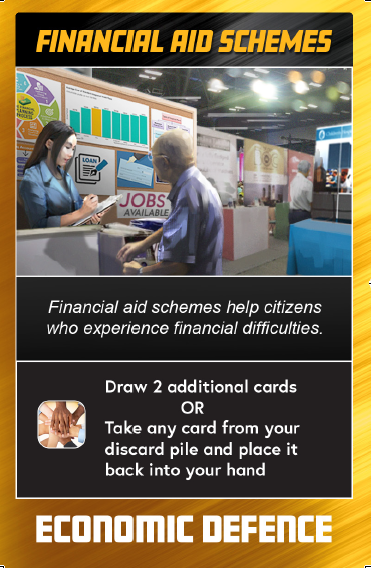 FINANCIAL AID SCHEMES
LOAN
JOBS
AVAILABLE
Financial aid schemes help citizens
who experience financial difficulties.
Draw 2 additional cards
OR
Take any card from your
discard pile and place it
back into your hand
ECONOMIC DEFENCE